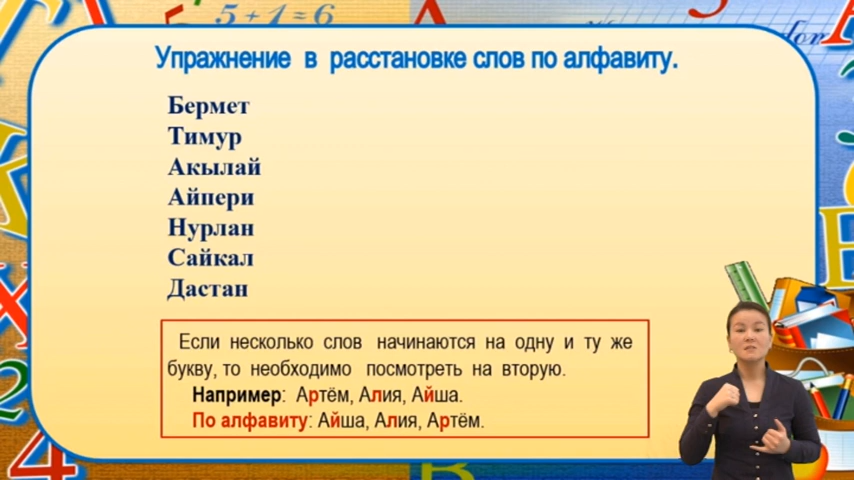 5+1=6
Упражнение в расстановке слов по алфавиту.
Бермет
Тимур
Акылай
Айпери
Нурлан
Сайкал
Дастан
Если несколько слов начинаются на одну и ту же
букву, то необходимо посмотреть на вторую.
Например: Артём, Алия, Айша.
По алфавиту: Айша, Алия, Артём.